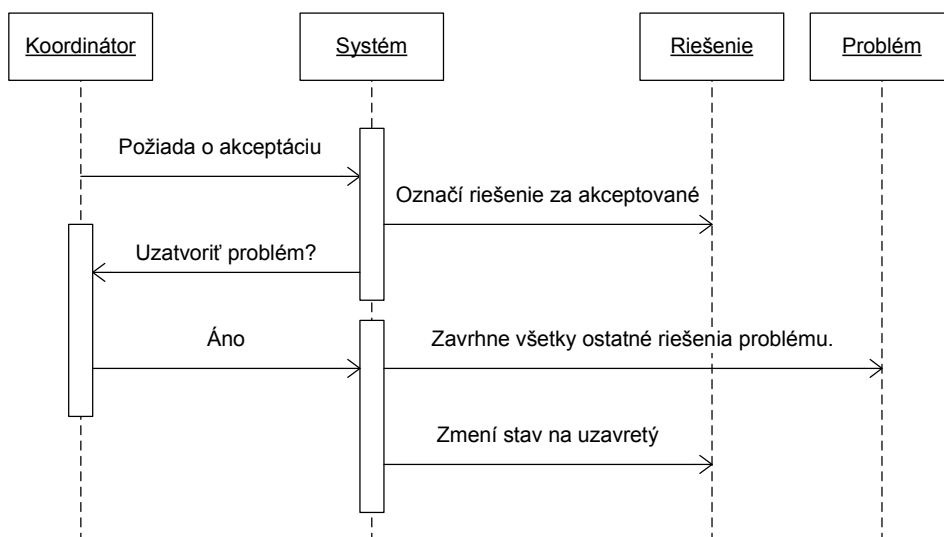 Koordinátor
Systém
Riešenie
Problém
Požiada o akceptáciu
Označí riešenie za akceptované
Uzatvoriť problém?
Áno
Zavrhne všetky ostatné riešenia problému.
Zmení stav na uzavretý